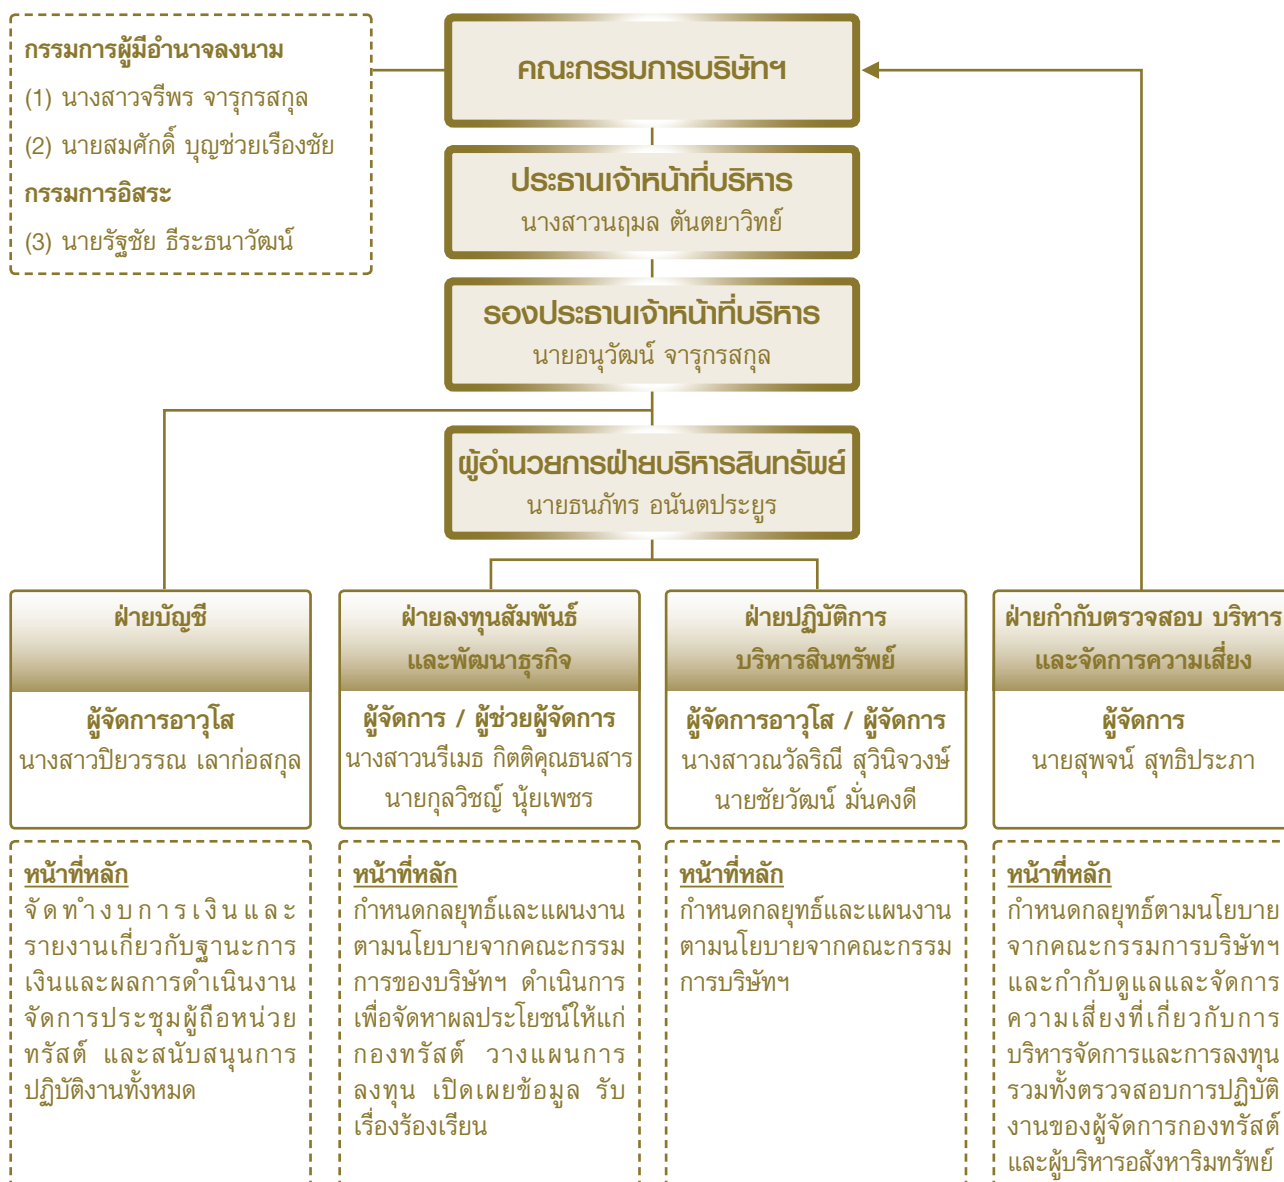 กรรมการผู้มีอำนาจลงนาม
(1) นางสาวจรีพร จารุกรสกุล
(2) นายสมศักดิ์ บุญช่วยเรืองชัย
กรรมการอิสระ
(3) นายรัฐชัย ธีระธนาวัฒน์
คณะกรรมการบริษัทฯ
ประธานเจ้าหน้าที่บริหาร
นางสาวนฤมล ตันตยาวิทย์
รองประธานเจ้าหน้าที่บริหาร
นายอนุวัฒน์ จารุกรสกุล
ผู้อำนวยการฝ่ายบริหารสินทรัพย์
นายธนภัทร อนันตประยูร
ฝ่ายบัญชี
ผู้จัดการอาวุโส
นางสาวปิยวรรณ เลาก่อสกุล
หน้าที่หลัก
จัดทำงบการเงินและ
รายงานเกี่ยวกับฐานะการ
เงินและผลการดำเนินงาน
จัดการประชุมผู้ถือหน่วย
ทรัสต์ และสนับสนุนการ
ปฏิบัติงานทั้งหมด
ฝ่ายลงทุนสัมพันธ์
และพัฒนาธุรกิจ
ผู้จัดการ / ผู้ช่วยผู้จัดการ
นางสาวนรีเมธ กิตติคุณธนสาร
นายกุลวิชญ์ นุ้ยเพชร
หน้าที่หลัก
กำหนดกลยุทธ์และแผนงาน
ตามนโยบายจากคณะกรรม
การของบริษัทฯ ดำเนินการ
เพื่อจัดหาผลประโยชน์ให้แก่
กองทรัสต์ วางแผนการ
ลงทุน เปิดเผยข้อมูล รับ
เรื่องร้องเรียน
ฝ่ายปฏิบัติการ
บริหารสินทรัพย์
ผู้จัดการอาวุโส / ผู้จัดการ
นางสาวณวัลริณี สุวินิจวงษ์
นายชัยวัฒน์ มั่นคงดี
หน้าที่หลัก
กำหนดกลยุทธ์และแผนงาน
ตามนโยบายจากคณะกรรม
การบริษัทฯ
ฝ่ายกำกับตรวจสอบ บริหาร
และจัดการความเสี่ยง
ผู้จัดการ
นายสุพจน์ สุทธิประภา
หน้าที่หลัก
กำหนดกลยุทธ์ตามนโยบาย
จากคณะกรรมการบริษัทฯ
และกำกับดูแลและจัดการ
ความเสี่ยงที่เกี่ยวกับการ
บริหารจัดการและการลงทุน
รวมทั้งตรวจสอบการปฏิบัติ
งานของผู้จัดการกองทรัสต์
และผู้บริหารอสังหาริมทรัพย์